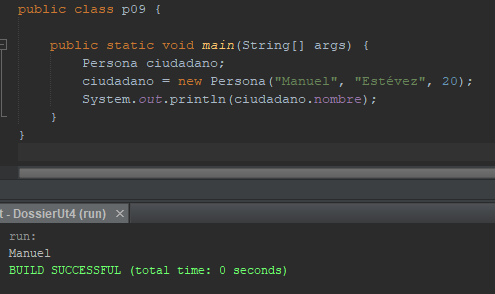 public class p09 {
public static void main(String[] args) {
Persona ciudadano;
ciudadano = new Persona("Manuel", "Estévez", 20);
System.out.println(ciudadano.nombre);
}
}
t - DossierUt4 (run) ×
run:
Manuel
BUILD SUCCESSFUL (total time: 0 seconds)